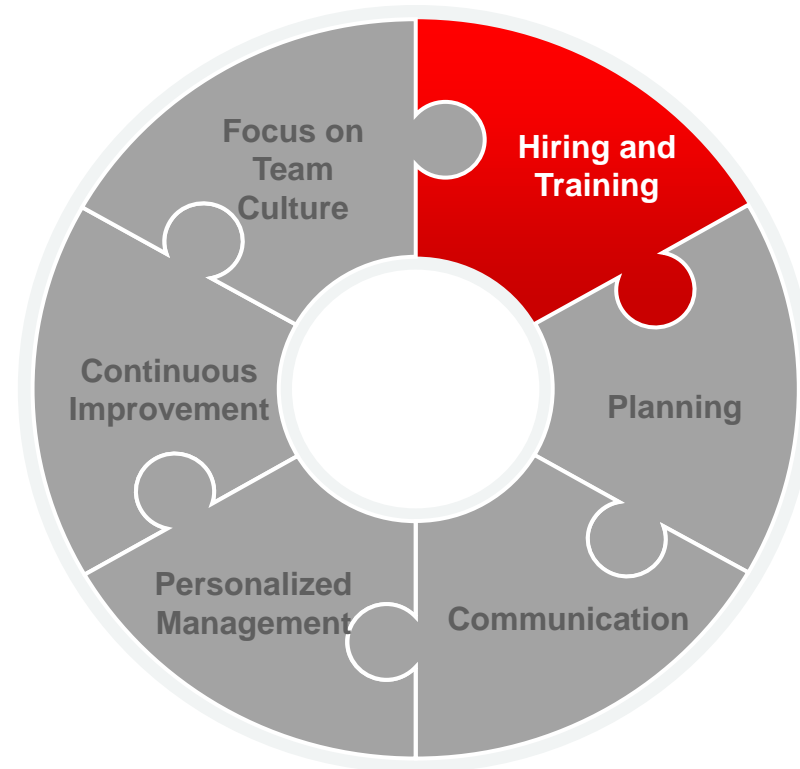 Focus on
Team
Culture
Hiring and
Training
Continuous
Improvement
Planning
Personalized
Management
Communication